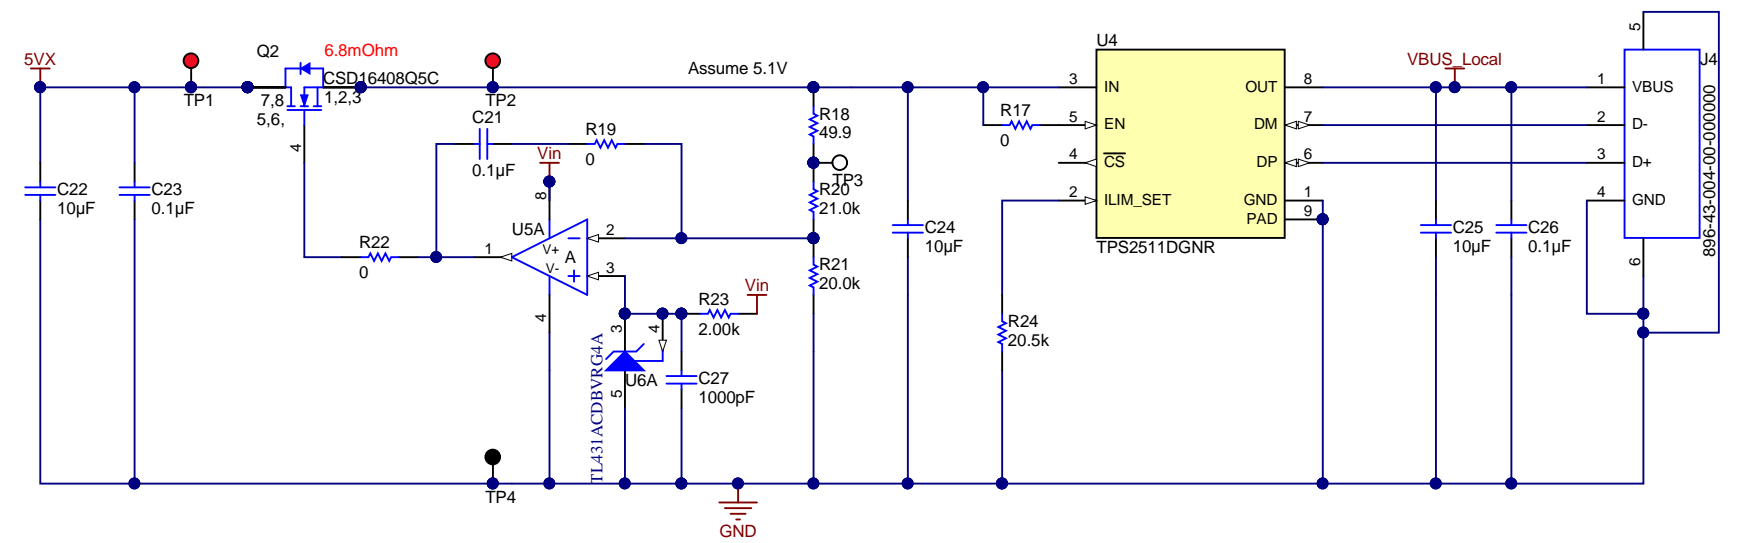 5VX
TP1
Q2
6.8mOhm
CSD16408Q5C
7,8
5,6,
1,2,3
4
TP2
Assume 5.1V
C22
10µF
C23
0.1µF
C21
0.1µF
R19
0
Vin
8
U5A
V+
V-
A
1
2
3
4
R22
0
R18
49.9
TP3
R20
21.0k
R21
20.0k
R23
2.00k
Vin
3
4
5
U6A
TL431ACDBVRG4A
C27
1000pF
TP4
GND
C24
10µF
R17
0
R24
20.5k
U4
3
IN
5
EN
4
CS
2
ILIM_SET
OUT
8
DM
7
DP
6
GND
1
PAD
9
TPS2511DGNR
VBUS_Local
C25
10µF
C26
0.1µF
J4
5
1
VBUS
2
D-
3
D+
4
GND
6
896-43-004-00-000000